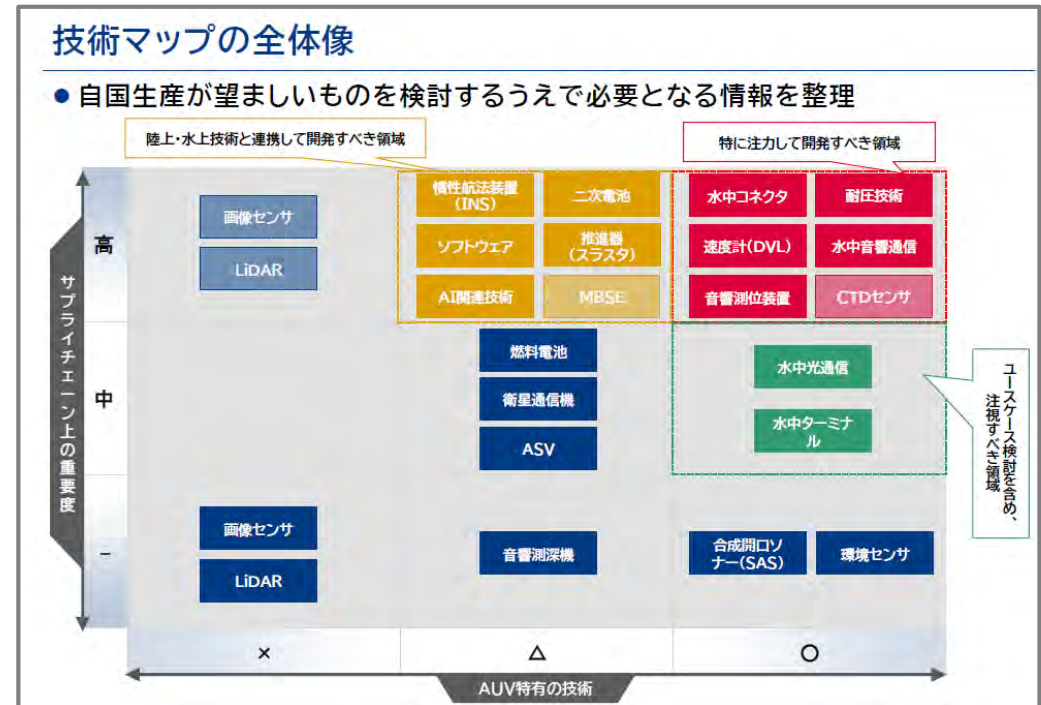 技術マップの全体像
● 自国生産が望ましいものを検討するうえで必要となる情報を整理
陸上・水上技術と連携して開発すべき領域
特に注力して開発すべき領域
サプライチェーン上の重要度
高
画像センサ
LiDAR
慣性航法装置
(INS)
二次電池
ソフトウェア
推進器
(スラスタ)
AI関連技術
MBSE
水中コネクタ
耐圧技術
速度計(DVL)
水中音響通信
音響測位装置
CTDセンサ
中
燃料電池
衛星通信機
ASV
水中光通信
水中ターミナ
ル
ユースケース検討を含め、
注視すべき領域
－
画像センサ
LiDAR
音響測深機
合成開口ソ
ナー(SAS)
環境センサ
×
△
○
AUV特有の技術